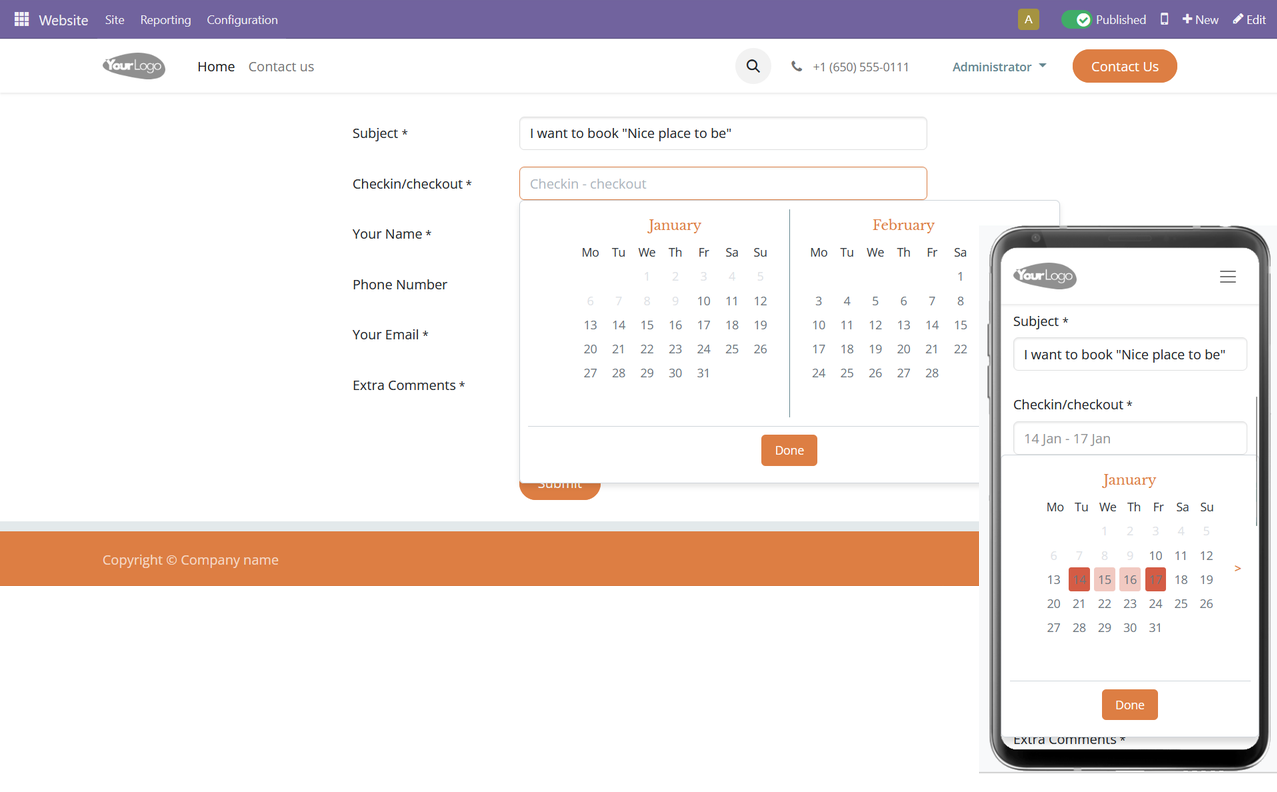 Website Site Reporting Configuration A Published New Edit
YourLogo Home Contact us +1 (650) 555-0111 Administrator Contact Us
Subject * I want to book "Nice place to be"
Checkin/checkout * Checkin - checkout
Your Name *
Phone Number
Your Email *
Extra Comments *
January
Mo Tu We Th Fr Sa Su
1 2 3 4 5
6 7 8 9 10 11 12
13 14 15 16 17 18 19
20 21 22 23 24 25 26
27 28 29 30 31
February
Mo Tu We Th Fr Sa
1
3 4 5 6 7 8
10 11 12 13 14 15
17 18 19 20 21 22
24 25 26 27 28
Done
Submit
Copyright © Company name
YourLogo
Subject *
I want to book "Nice place to be"
Checkin/checkout *
14 Jan - 17 Jan
January
Mo Tu We Th Fr Sa Su
1 2 3 4 5
6 7 8 9 10 11 12
13 14 15 16 17 18 19
20 21 22 23 24 25 26
27 28 29 30 31
>
Done
Extra Comments *